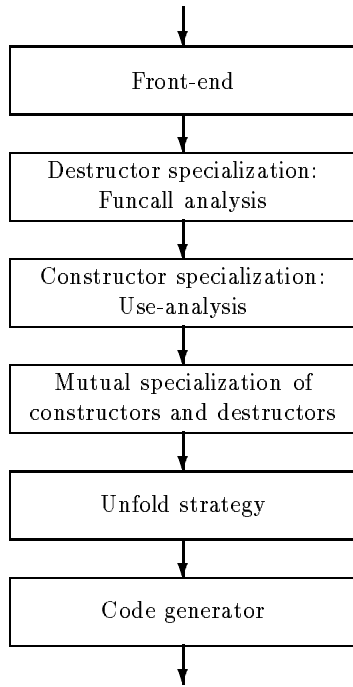 Front-end
Destructor specialization:
Funcall analysis
Constructor specialization:
Use-analysis
Mutual specialization of
constructors and destructors
Unfold strategy
Code generator